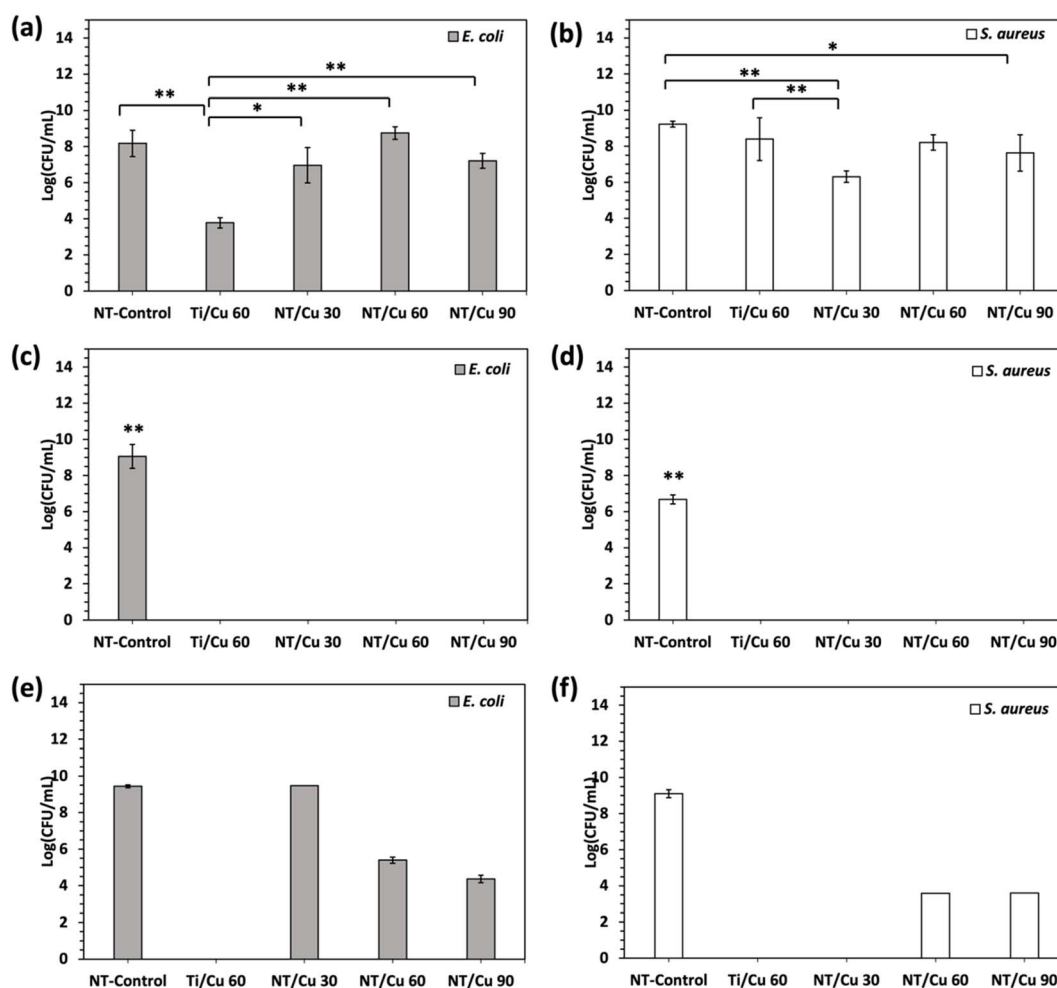 (a)
E. coli
14
12
10
8
6
4
2
0
Log(CFU/mL)
**
**
**
*
NT-Control Ti/Cu 60 NT/Cu 30 NT/Cu 60 NT/Cu 90
(b)
S. aureus
14
12
10
8
6
4
2
0
Log(CFU/mL)
*
**
**
NT-Control Ti/Cu 60 NT/Cu 30 NT/Cu 60 NT/Cu 90
(c)
E. coli
14
12
10
8
6
4
2
0
Log(CFU/mL)
**
NT-Control Ti/Cu 60 NT/Cu 30 NT/Cu 60 NT/Cu 90
(d)
S. aureus
14
12
10
8
6
4
2
0
Log(CFU/mL)
**
NT-Control Ti/Cu 60 NT/Cu 30 NT/Cu 60 NT/Cu 90
(e)
E. coli
14
12
10
8
6
4
2
0
Log(CFU/mL)
NT-Control Ti/Cu 60 NT/Cu 30 NT/Cu 60 NT/Cu 90
(f)
S. aureus
14
12
10
8
6
4
2
0
Log(CFU/mL)
NT-Control Ti/Cu 60 NT/Cu 30 NT/Cu 60 NT/Cu 90